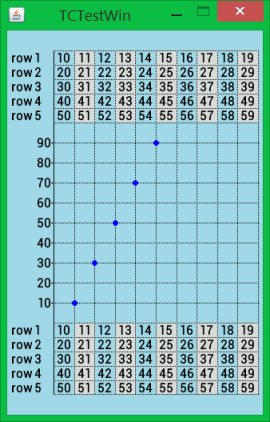 TCTestWin
row 1 10 11 12 13 14 15 16 17 18 19
row 2 20 21 22 23 24 25 26 27 28 29
row 3 30 31 32 33 34 35 36 37 38 39
row 4 40 41 42 43 44 45 46 47 48 49
row 5 50 51 52 53 54 55 56 57 58 59
90
80
70
60
50
40
30
20
10
row 1 10 11 12 13 14 15 16 17 18 19
row 2 20 21 22 23 24 25 26 27 28 29
row 3 30 31 32 33 34 35 36 37 38 39
row 4 40 41 42 43 44 45 46 47 48 49
row 5 50 51 52 53 54 55 56 57 58 59